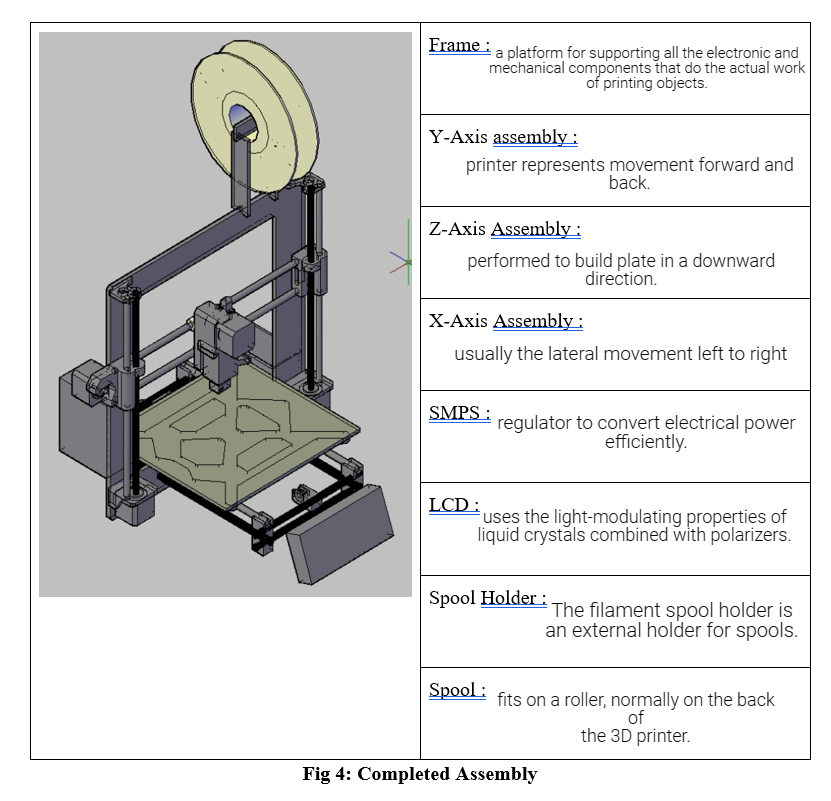 Frame :
a platform for supporting all the electronic and
mechanical components that do the actual work
of printing objects.
Y-Axis assembly :
printer represents movement forward and
back.
Z-Axis Assembly :
performed to build plate in a downward
direction.
X-Axis Assembly :
usually the lateral movement left to right
SMPS :
regulator to convert electrical power
efficiently.
LCD :
uses the light-modulating properties of
liquid crystals combined with polarizers.
Spool Holder :
The filament spool holder is
an external holder for spools.
Spool :
fits on a roller, normally on the back
of
the 3D printer.
Fig 4: Completed Assembly